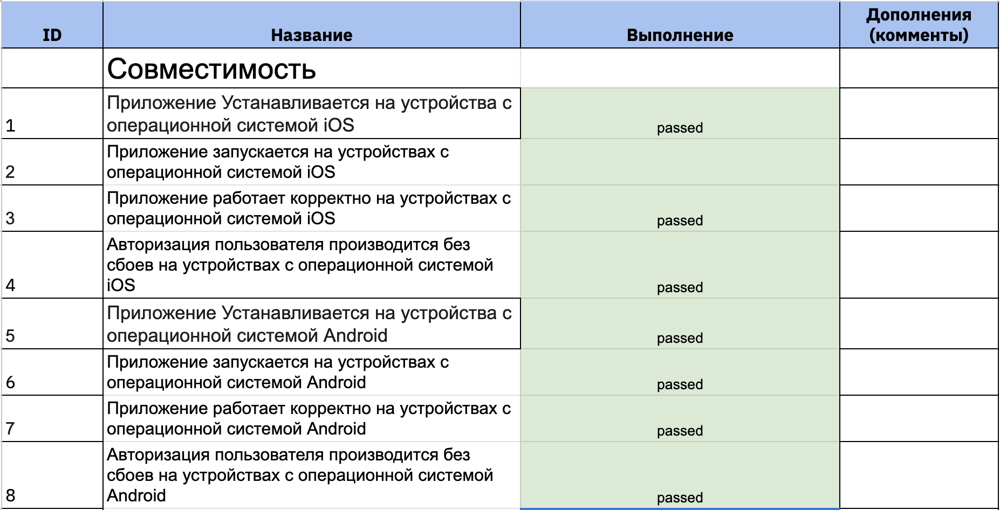 ID
Название
Выполнение
Дополнения
(комменты)
Совместимость
1
Приложение Устанавливается на устройства с
операционной системой iOS
passed
2
Приложение запускается на устройствах с
операционной системой iOS
3
Приложение работает корректно на устройствах с
операционной системой iOS
passed
4
Авторизация пользователя производится без
сбоев на устройствах с операционной системой
iOS
passed
5
Приложение Устанавливается на устройства с
операционной системой Android
passed
6
Приложение запускается на устройствах с
операционной системой Android
passed
7
Приложение работает корректно на устройствах с
операционной системой Android
passed
8
Авторизация пользователя производится без
сбоев на устройствах с операционной системой
Android
passed